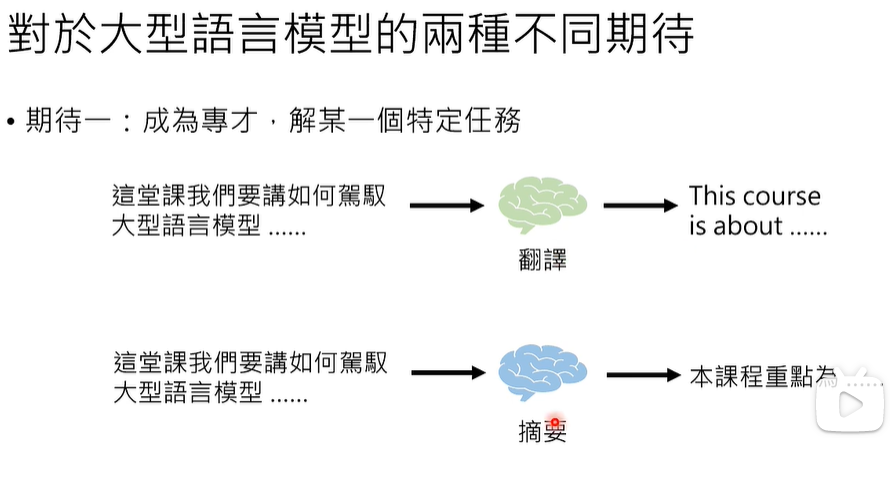 對於大型語言模型的兩種不同期待
• 期待一：成為專才，解某一個特定任務
這堂課我們要講如何駕馭
大型語言模型 ......
翻譯
This course
is about ......
這堂課我們要講如何駕馭
大型語言模型 ......
摘要
本課程重點為 ......